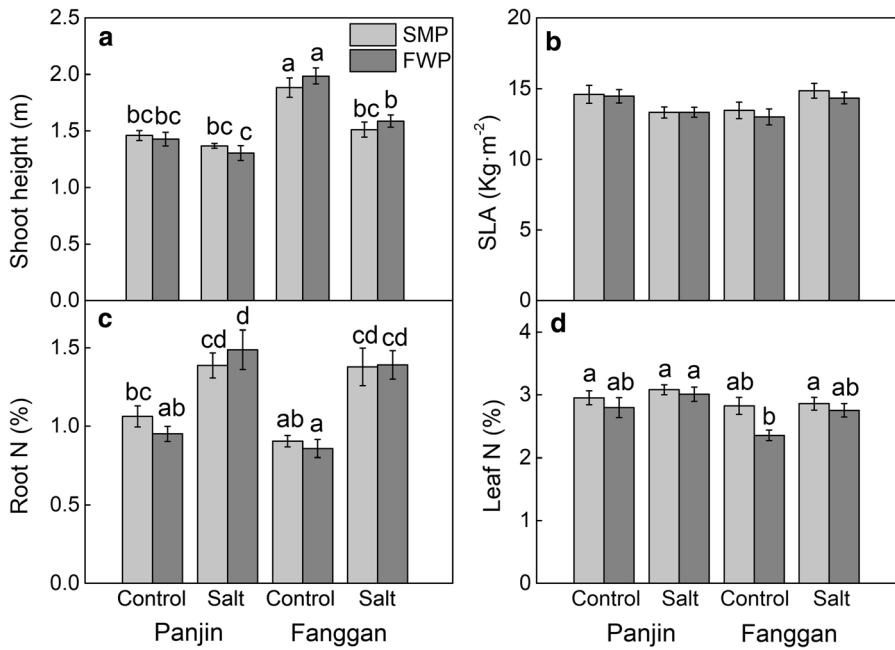 a
SMP
FWP
Shoot height (m)
2.5
2.0
1.5
1.0
0.5
0.0
bc bc bc c a a bc b
b
SLA (Kg·m⁻²)
20
15
10
5
0
c
Root N (%)
1.5
1.0
0.5
0.0
bc ab cd d ab a cd cd
Control Salt Control Salt
Panjin Fanggan
d
Leaf N (%)
4
3
2
1
0
a ab a a ab b a ab
Control Salt Control Salt
Panjin Fanggan